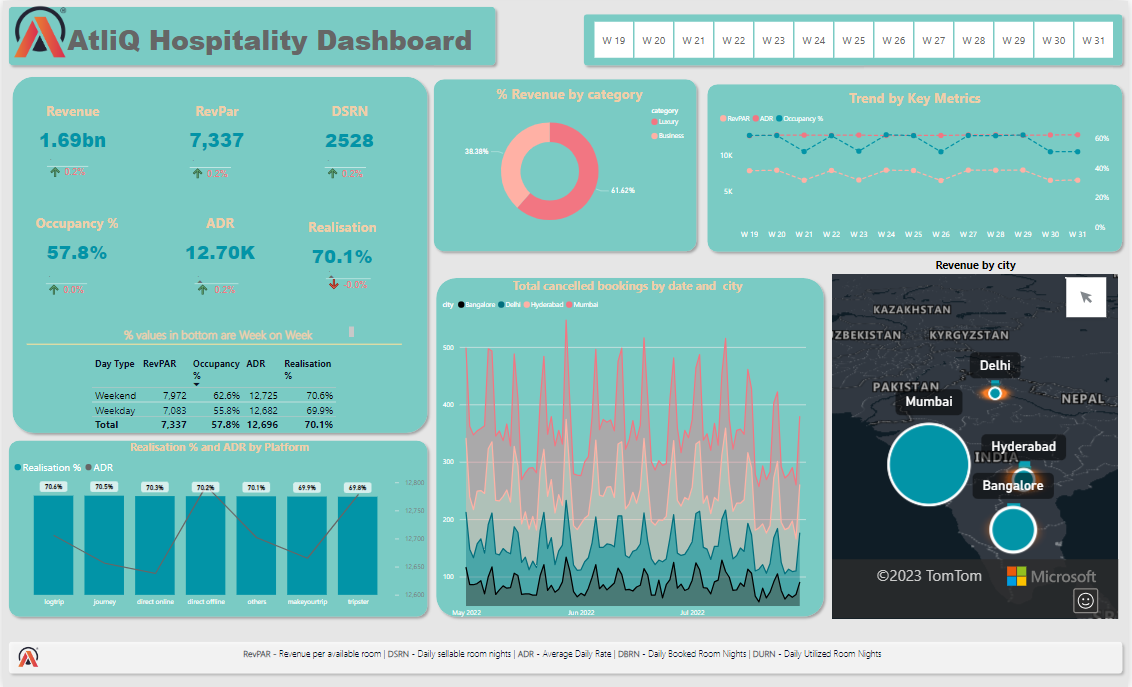 AtliQ Hospitality Dashboard
W 19 W 20 W 21 W 22 W 23 W 24 W 25 W 26 W 27 W 28 W 29 W 30 W 31
Revenue RevPar DSRN
1.69bn 7,337 2528
0.2% 0.2% 0.2%
Occupancy % ADR Realisation
57.8% 12.70K 70.1%
0.0% 0.2% -0.0%
% values in bottom are Week on Week
Day Type RevPAR Occupancy % ADR Realisation %
Weekend 7,972 62.6% 12,725 70.6%
Weekday 7,083 55.8% 12,682 69.9%
Total 7,337 57.8% 12,696 70.1%
% Revenue by category
category
Luxury
Business
38.38%
61.62%
Trend by Key Metrics
RevPAR ADR Occupancy %
10K
5K
60%
40%
20%
0%
W 19 W 20 W 21 W 22 W 23 W 24 W 25 W 26 W 27 W 28 W 29 W 30 W 31
Realisation % and ADR by Platform
Realisation % ADR
70.6% 70.5% 70.3% 70.2% 70.1% 69.9% 69.8%
12,800
12,750
12,700
12,650
12,600
logtrip journey direct online direct offline others makeyourtrip tripster
Total cancelled bookings by date and city
city Bangalore Delhi Hyderabad Mumbai
500
400
300
200
100
May 2022 Jun 2022 Jul 2022
Revenue by city
KAZAKHSTAN
UZBEKISTAN KYRGYZSTAN
Delhi
PAKISTAN
NEPAL
Mumbai
Hyderabad
INDIA
Bangalore
©2023 TomTom Microsoft
RevPAR - Revenue per available room | DSRN - Daily sellable room nights | ADR - Average Daily Rate | DBRN - Daily Booked Room Nights | DURN - Daily Utilized Room Nights